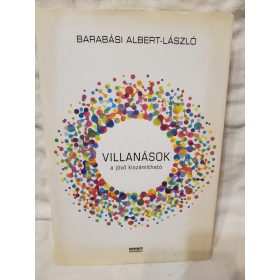 BARABÁSI ALBERT-LÁSZLÓ
VILLANÁSOK
a jövő kiszámítható